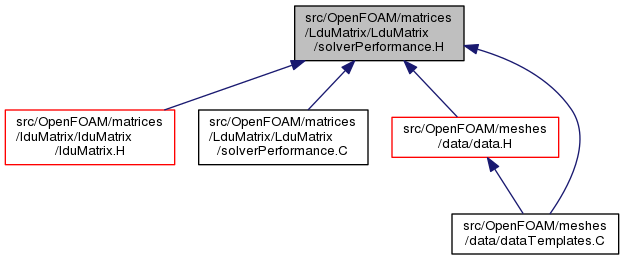 src/OpenFOAM/matrices
/LduMatrix/LduMatrix
/solverPerformance.H
src/OpenFOAM/matrices
/lduMatrix/lduMatrix
/lduMatrix.H
src/OpenFOAM/matrices
/LduMatrix/LduMatrix
/solverPerformance.C
src/OpenFOAM/meshes
/data/data.H
src/OpenFOAM/meshes
/data/dataTemplates.C